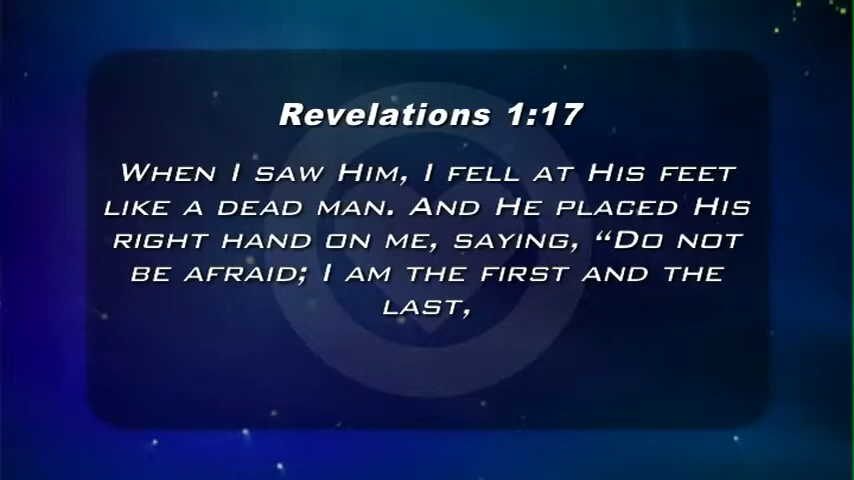 Revelations 1:17
When I saw Him, I fell at His feet
like a dead man. And He placed His
right hand on me, saying, “Do not
be afraid; I am the first and the
last,